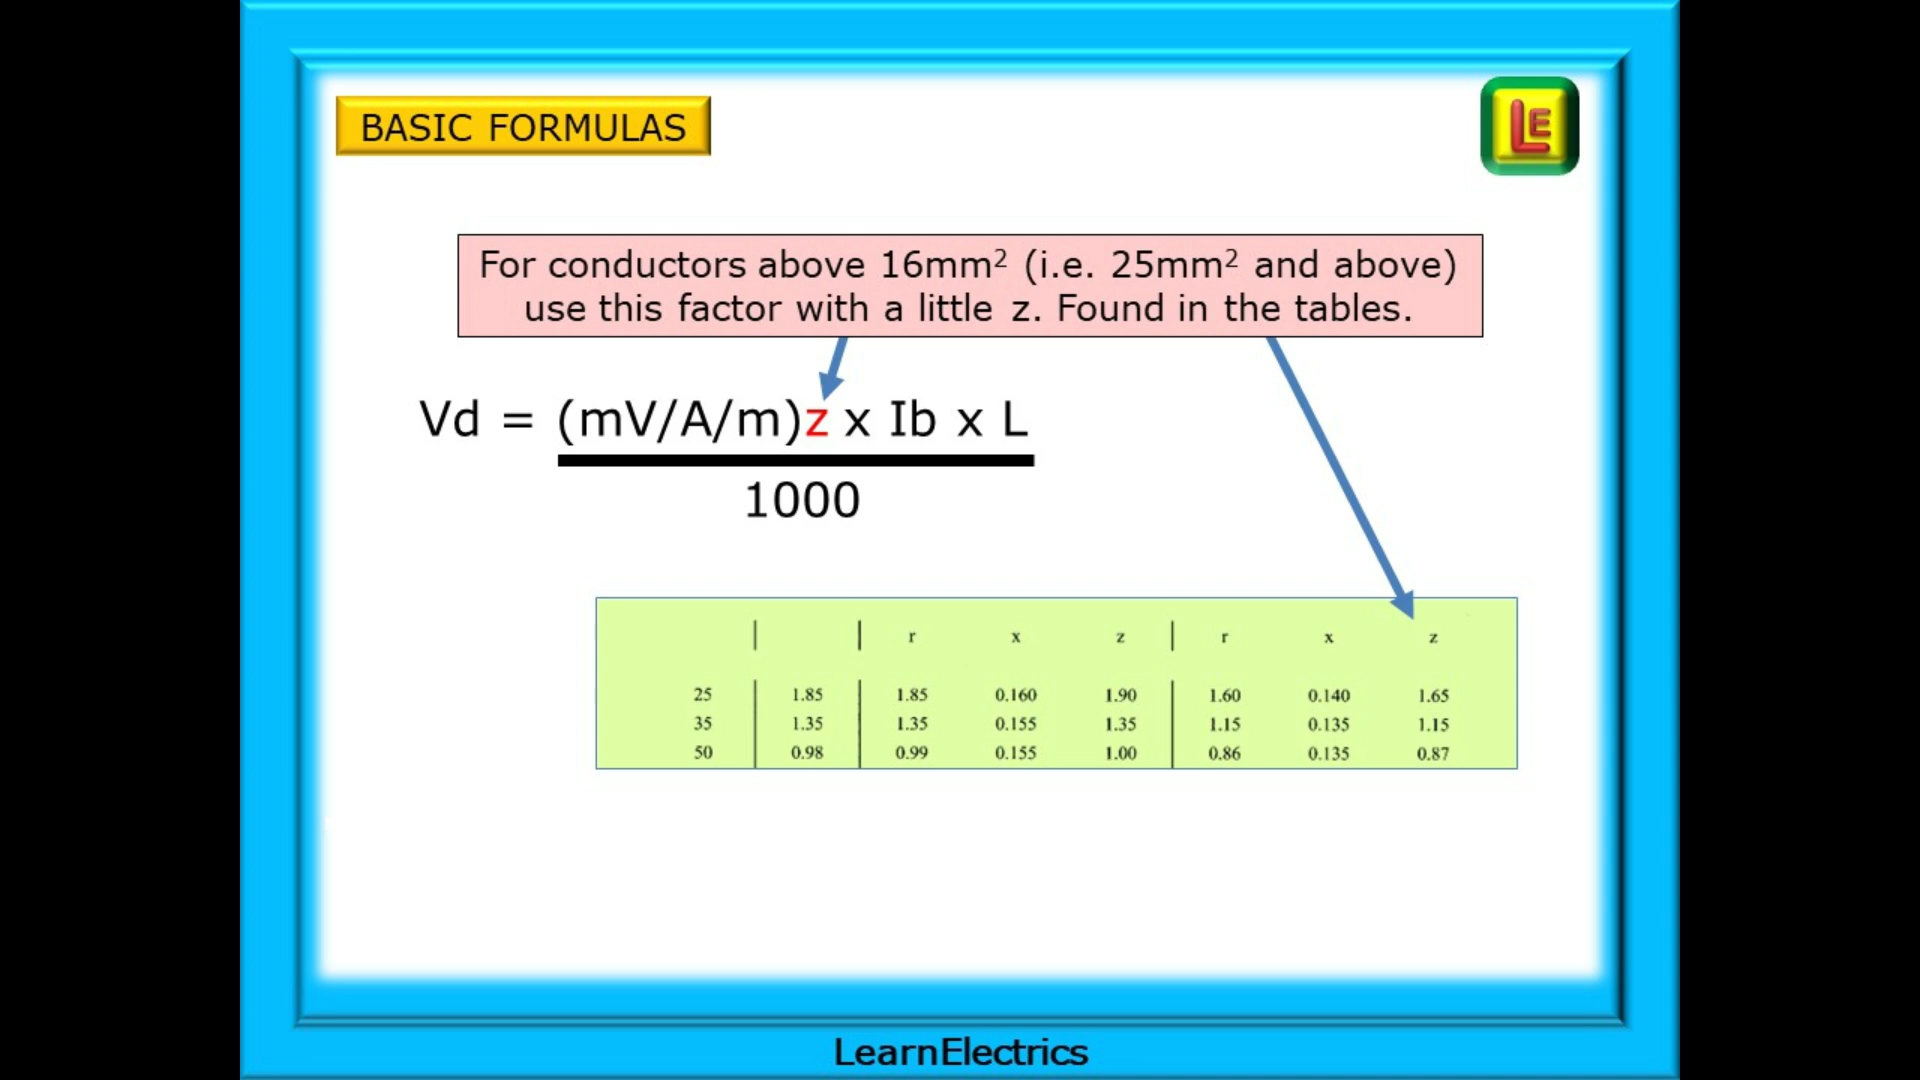 BASIC FORMULAS
LE
For conductors above 16mm² (i.e. 25mm² and above)
use this factor with a little z. Found in the tables.
Vd = (mV/A/m)z x Ib x L
1000
r x z r x z
25 1.85 1.85 0.160 1.90 1.60 0.140 1.65
35 1.35 1.35 0.155 1.35 1.15 0.135 1.15
50 0.98 0.99 0.155 1.00 0.86 0.135 0.87
LearnElectrics